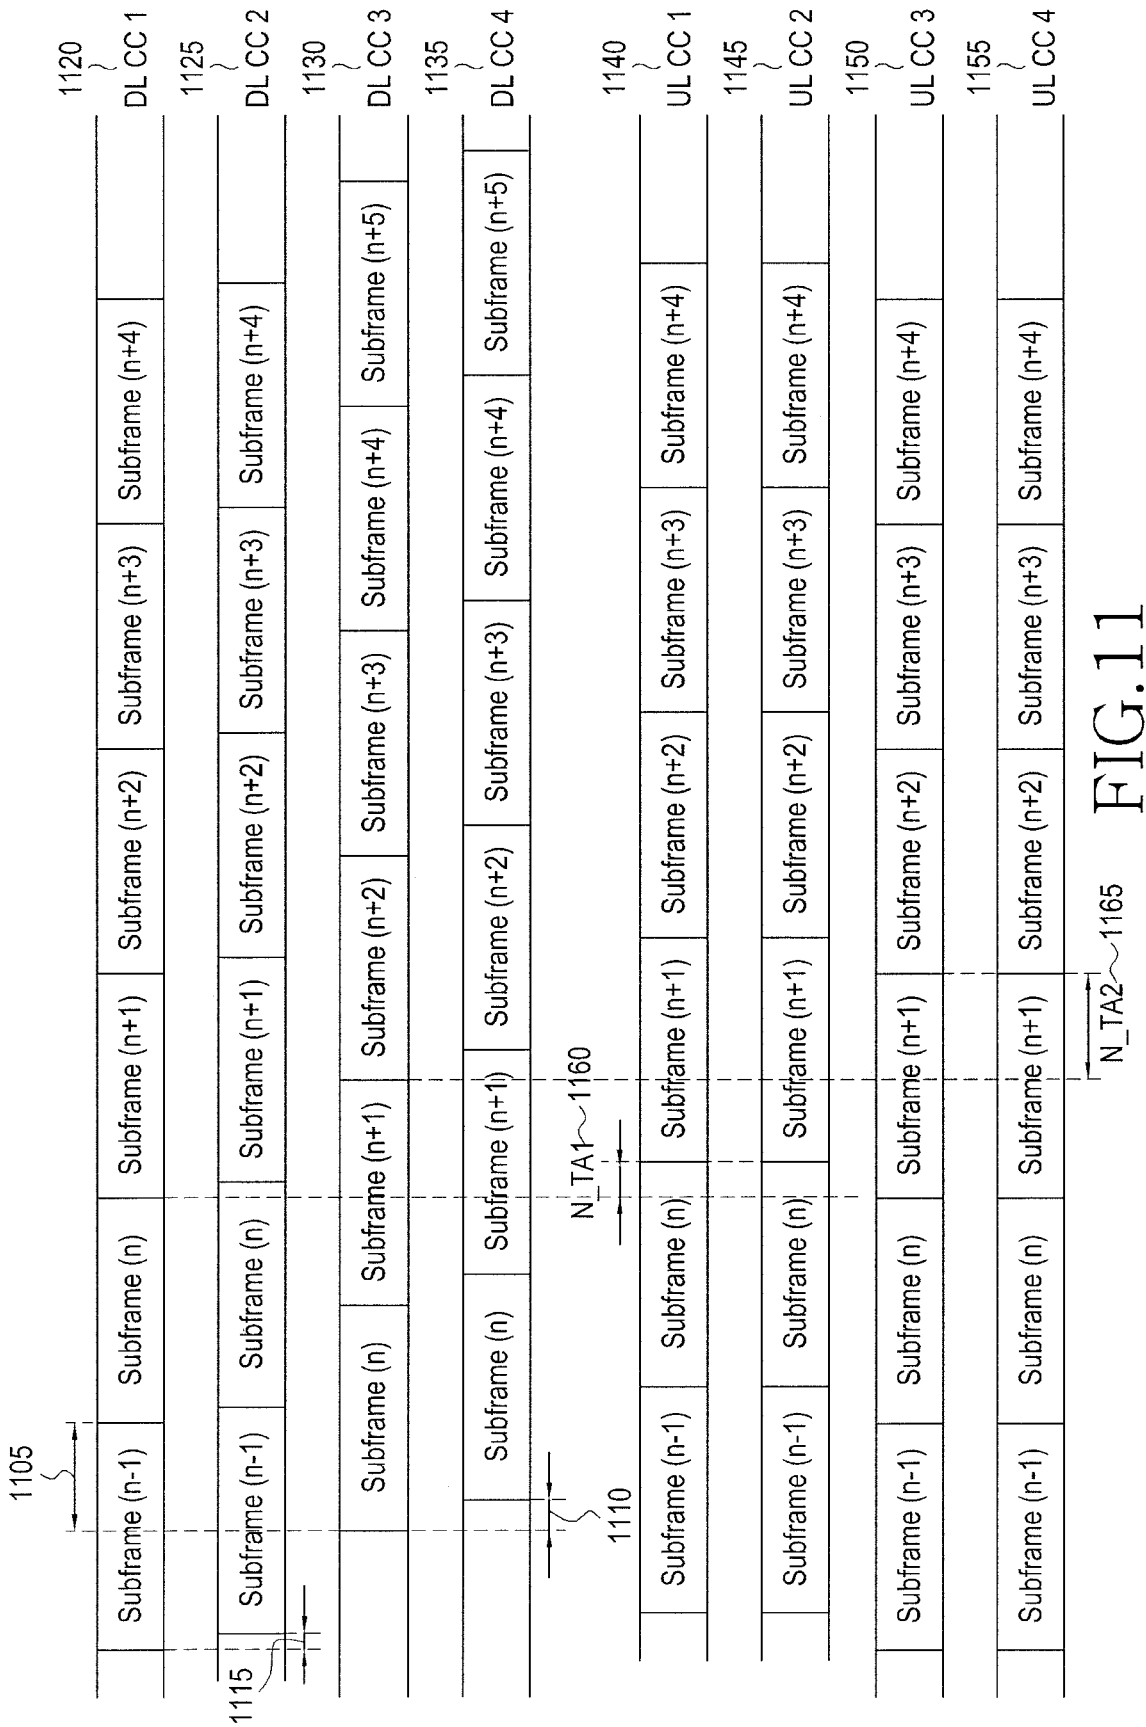 1105
Subframe (n-1) Subframe (n) Subframe (n+1) Subframe (n+2) Subframe (n+3) Subframe (n+4) DL CC 1 1120
1115
Subframe (n-1) Subframe (n) Subframe (n+1) Subframe (n+2) Subframe (n+3) Subframe (n+4) DL CC 2 1125
Subframe (n) Subframe (n+1) Subframe (n+2) Subframe (n+3) Subframe (n+4) Subframe (n+5) DL CC 3 1130
Subframe (n) Subframe (n+1) Subframe (n+2) Subframe (n+3) Subframe (n+4) Subframe (n+5) DL CC 4 1135
1110
N_TA1 1160
Subframe (n-1) Subframe (n) Subframe (n+1) Subframe (n+2) Subframe (n+3) Subframe (n+4) UL CC 1 1140
Subframe (n-1) Subframe (n) Subframe (n+1) Subframe (n+2) Subframe (n+3) Subframe (n+4) UL CC 2 1145
Subframe (n-1) Subframe (n) Subframe (n+1) Subframe (n+2) Subframe (n+3) Subframe (n+4) UL CC 3 1150
Subframe (n-1) Subframe (n) Subframe (n+1) Subframe (n+2) Subframe (n+3) Subframe (n+4) UL CC 4 1155
N_TA2 1165
FIG.11